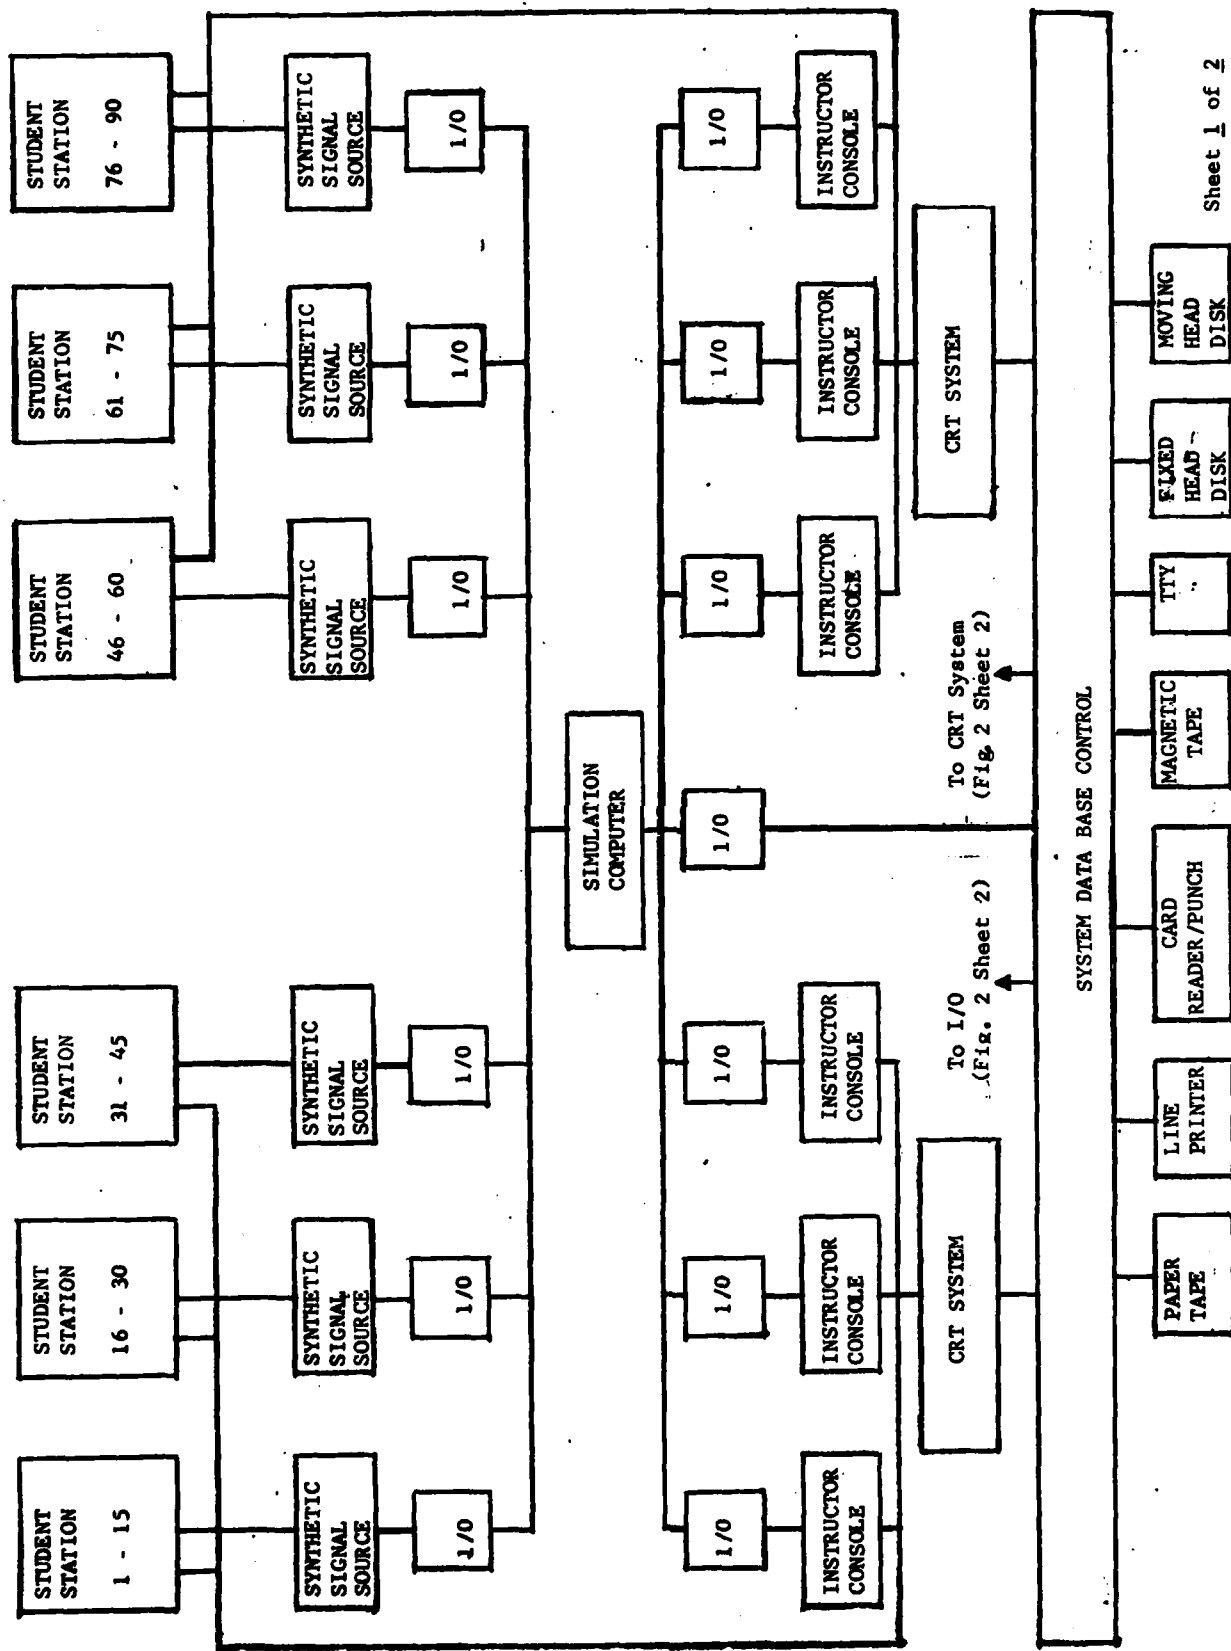 STUDENT
STATION
1 - 15
STUDENT
STATION
16 - 30
STUDENT
STATION
31 - 45
STUDENT
STATION
46 - 60
STUDENT
STATION
61 - 75
STUDENT
STATION
76 - 90
SYNTHETIC
SIGNAL
SOURCE
SYNTHETIC
SIGNAL
SOURCE
SYNTHETIC
SIGNAL
SOURCE
SYNTHETIC
SIGNAL
SOURCE
SYNTHETIC
SIGNAL
SOURCE
SYNTHETIC
SIGNAL
SOURCE
I/O
I/O
I/O
I/O
I/O
I/O
SIMULATION
COMPUTER
I/O
I/O
I/O
I/O
I/O
I/O
I/O
INSTRUCTOR
CONSOLE
INSTRUCTOR
CONSOLE
INSTRUCTOR
CONSOLE
INSTRUCTOR
CONSOLE
INSTRUCTOR
CONSOLE
INSTRUCTOR
CONSOLE
CRT SYSTEM
To I/O
(Fig. 2 Sheet 2)
To CRT System
(Fig. 2 Sheet 2)
CRT SYSTEM
SYSTEM DATA BASE CONTROL
PAPER
TAPE
LINE
PRINTER
CARD
READER/PUNCH
MAGNETIC
TAPE
TTY
FIXED
HEAD
DISK
MOVING
HEAD
DISK
Sheet 1 of 2